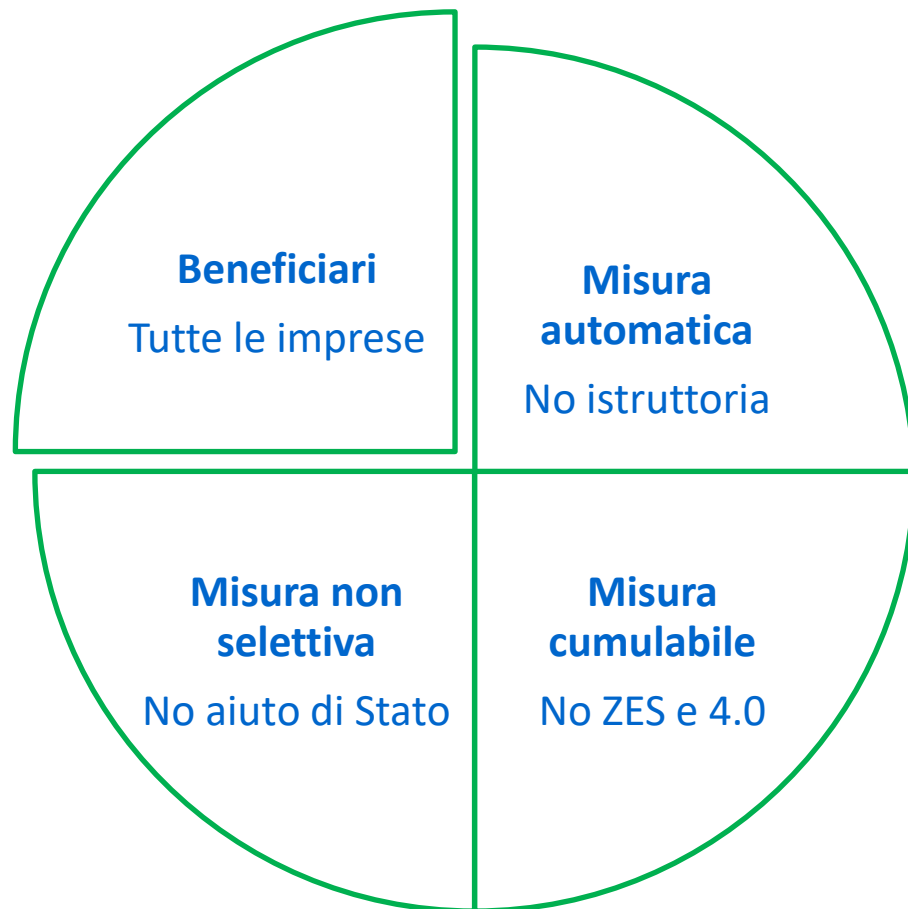 Beneficiari
Tutte le imprese
Misura
automatica
No istruttoria
Misura non
selettiva
No aiuto di Stato
Misura
cumulabile
No ZES e 4.0